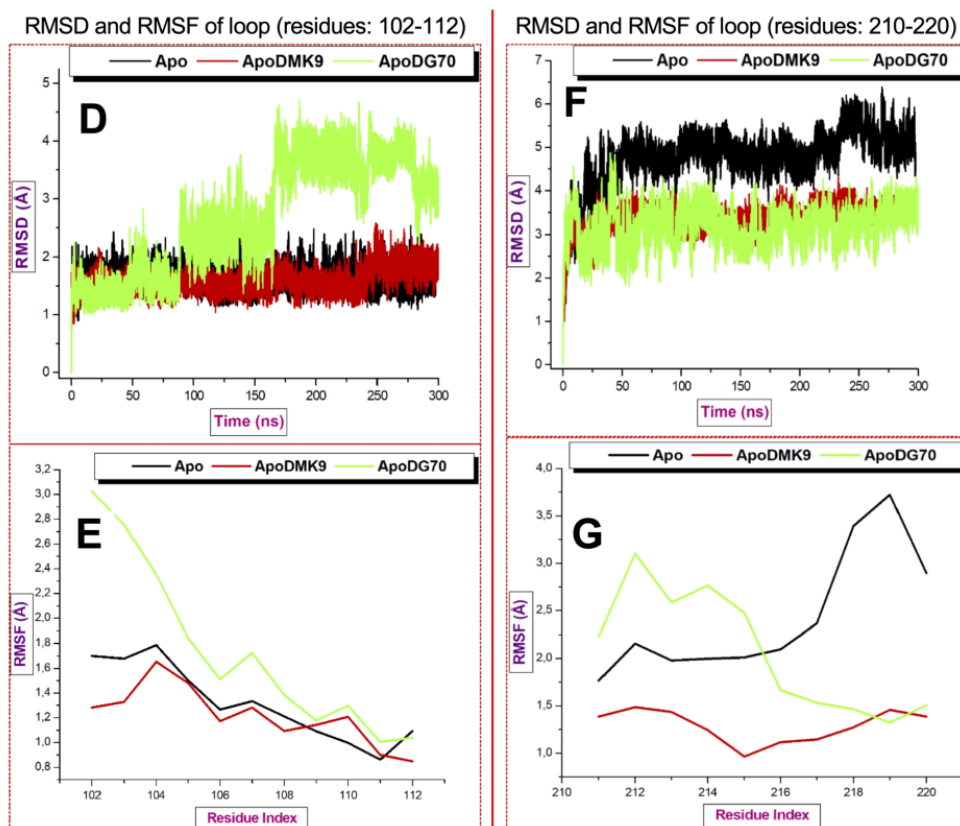 RMSD and RMSF of loop (residues: 102-112)
RMSD and RMSF of loop (residues: 210-220)
Apo ApoDMK9 ApoDG70
D
5
4
3
2
1
0
RMSD (Å)
0 50 100 150 200 250 300
Time (ns)
Apo ApoDMK9 ApoDG70
F
7
6
5
4
3
2
1
0
RMSD (Å)
0 50 100 150 200 250 300
Time (ns)
Apo ApoDMK9 ApoDG70
E
3,2
3,0
2,8
2,6
2,4
2,2
2,0
1,8
1,6
1,4
1,2
1,0
0,8
RMSF (Å)
102 104 106 108 110 112
Residue Index
Apo ApoDMK9 ApoDG70
G
4,0
3,5
3,0
2,5
2,0
1,5
1,0
RMSF (Å)
210 212 214 216 218 220
Residue Index